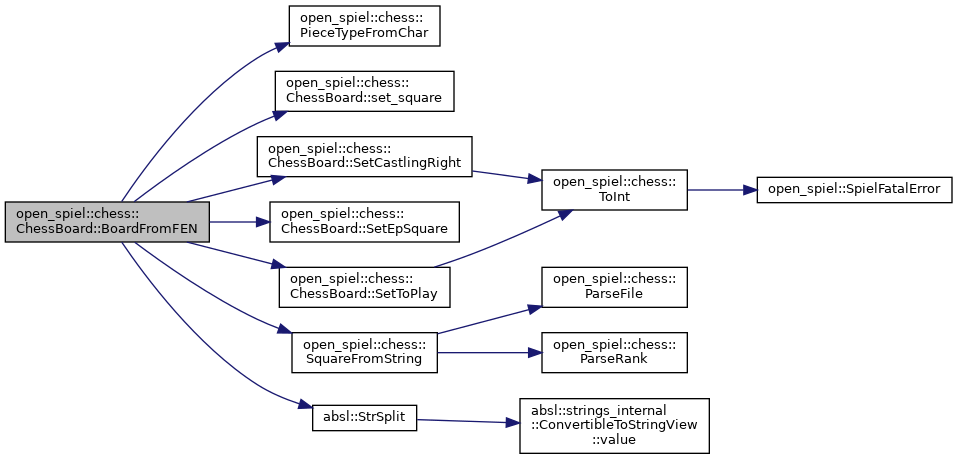 open_spiel::chess::
PieceTypeFromChar
open_spiel::chess::
ChessBoard::set_square
open_spiel::chess::
ChessBoard::SetCastlingRight
open_spiel::chess::
ToInt
open_spiel::SpielFatalError
open_spiel::chess::
ChessBoard::BoardFromFEN
open_spiel::chess::
ChessBoard::SetEpSquare
open_spiel::chess::
ChessBoard::SetToPlay
open_spiel::chess::
ParseFile
open_spiel::chess::
SquareFromString
open_spiel::chess::
ParseRank
absl::StrSplit
absl::strings_internal
::ConvertibleToStringView
::value